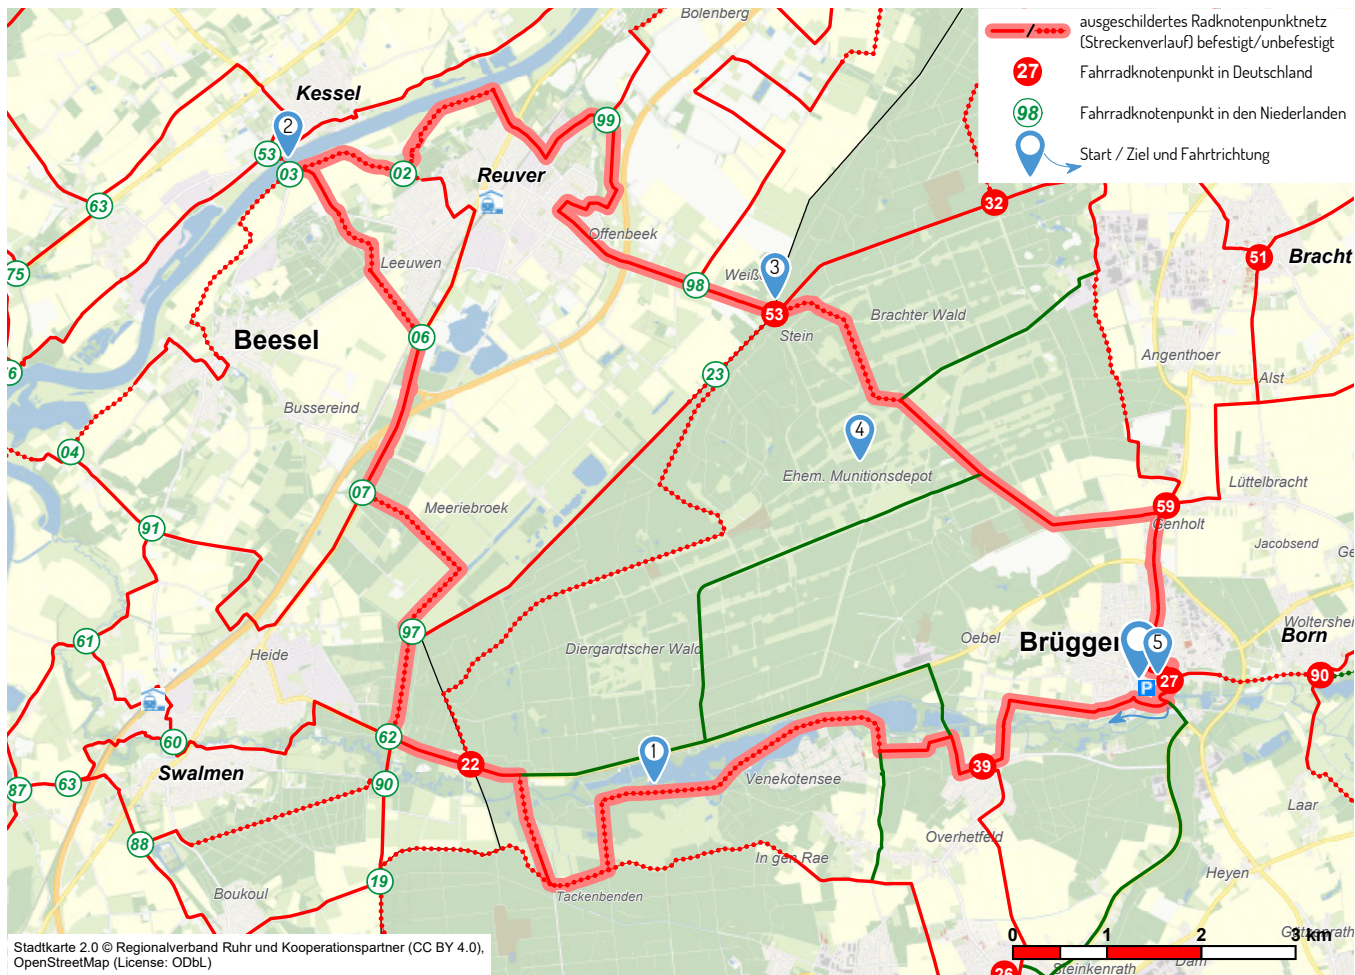 Bolenberg
ausgeschildertes Radknotenpunktnetz
(Streckenverlauf) befestigt/unbefestigt
27 Fahrradknotenpunkt in Deutschland
98 Fahrradknotenpunkt in den Niederlanden
Start / Ziel und Fahrtrichtung
Kessel
2
99
53
03
02
Reuver
63
32
Offenbeek
51
Bracht
Leeuwen
75
98
3
53
Stein
Brachter Wald
Beesel
06
Angenthoer
23
Alst
Bussereind
4
04
Ehem. Munitionsdepot
Lüttelbracht
07
Meeriebroek
59
Genholt
91
Jacobsend
97
61
Heide
Diergardtscher Wald
Oebel
5
Born
P
27
90
62
60
Swalmen
22
1
39
Venekotensee
87
63
90
Laar
88
Overhetfeld
In gen Rae
19
Heyen
Boukoul
Tackenbenden
0 1 2 3 km
Stadtkarte 2.0 © Regionalverband Ruhr und Kooperationspartner (CC BY 4.0),
OpenStreetMap (License: ODbL)
26
Steinkenrath
Dam